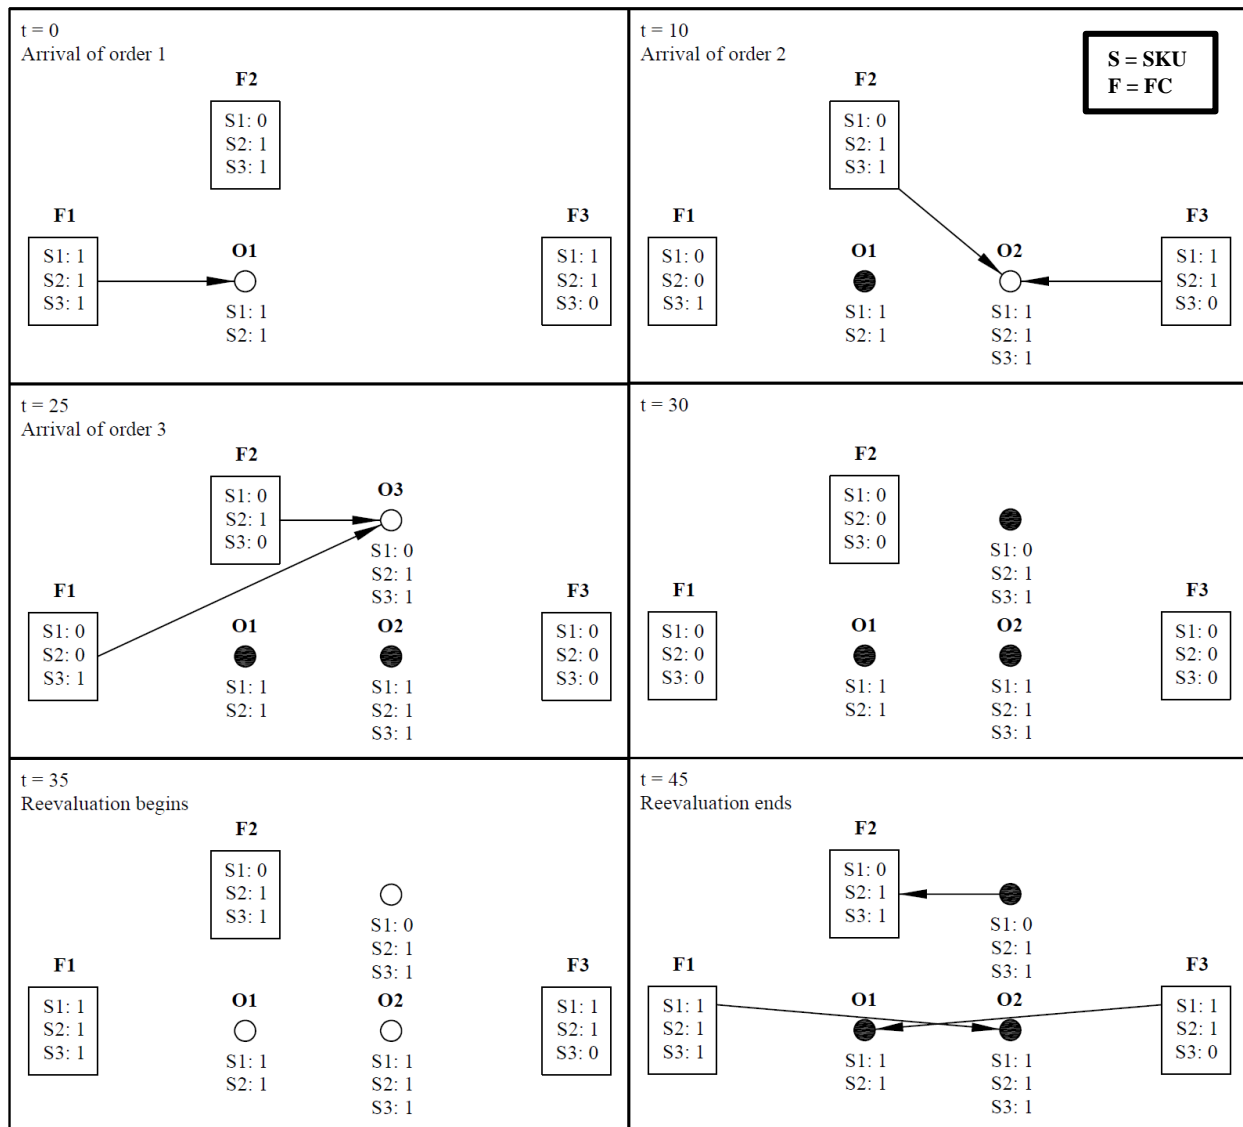 t = 0
Arrival of order 1
F2
S1: 0
S2: 1
S3: 1
F1
S1: 1
S2: 1
S3: 1
O1
S1: 1
S2: 1
F3
S1: 1
S2: 1
S3: 0
t = 10
Arrival of order 2
S = SKU
F = FC
F2
S1: 0
S2: 1
S3: 1
F1
S1: 0
S2: 0
S3: 1
O1
S1: 1
S2: 1
O2
S1: 1
S2: 1
S3: 1
F3
S1: 1
S2: 1
S3: 0
t = 25
Arrival of order 3
F2
S1: 0
S2: 1
S3: 0
O3
S1: 0
S2: 1
S3: 1
F1
S1: 0
S2: 0
S3: 1
O1
S1: 1
S2: 1
O2
S1: 1
S2: 1
S3: 1
F3
S1: 0
S2: 0
S3: 0
t = 30
F2
S1: 0
S2: 0
S3: 0
S1: 0
S2: 1
S3: 1
F1
S1: 0
S2: 0
S3: 0
O1
S1: 1
S2: 1
O2
S1: 1
S2: 1
S3: 1
F3
S1: 0
S2: 0
S3: 0
t = 35
Reevaluation begins
F2
S1: 0
S2: 1
S3: 1
S1: 0
S2: 1
S3: 1
F1
S1: 1
S2: 1
S3: 1
O1
S1: 1
S2: 1
O2
S1: 1
S2: 1
S3: 1
F3
S1: 1
S2: 1
S3: 0
t = 45
Reevaluation ends
F2
S1: 0
S2: 1
S3: 1
S1: 0
S2: 1
S3: 1
F1
S1: 1
S2: 1
S3: 1
O1
S1: 1
S2: 1
O2
S1: 1
S2: 1
S3: 1
F3
S1: 1
S2: 1
S3: 0